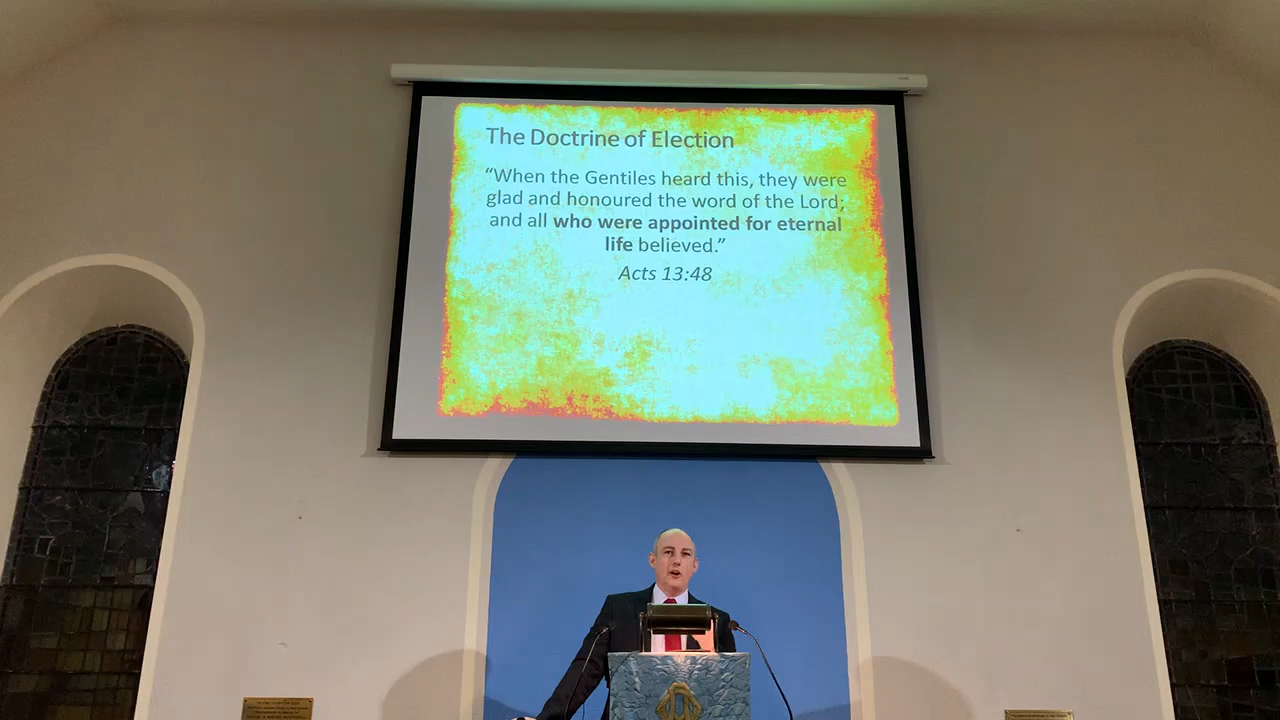 The Doctrine of Election
“When the Gentiles heard this, they were
glad and honoured the word of the Lord;
and all who were appointed for eternal
life believed.”
Acts 13:48